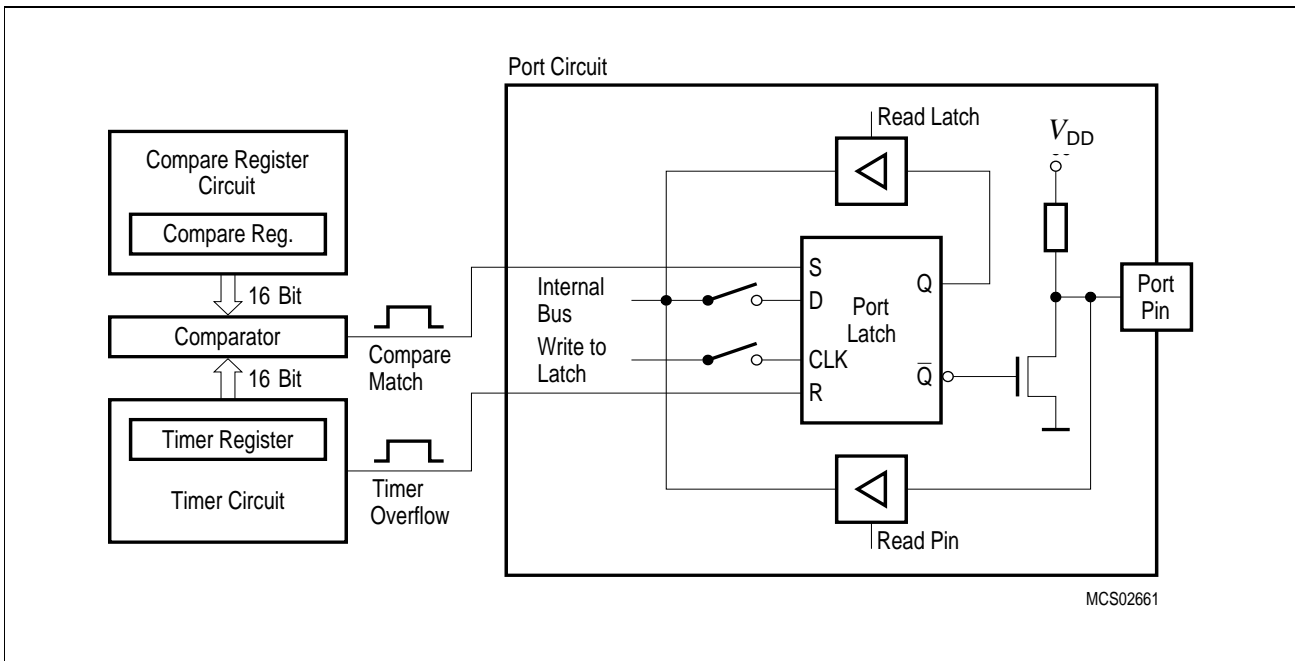 Port Circuit
Compare Register
Circuit
Compare Reg.
16 Bit
Comparator
16 Bit
Timer Register
Timer Circuit
Compare
Match
Timer
Overflow
Read Latch
Internal
Bus
Write to
Latch
S
D
CLK
R
Port
Latch
Q
Q̅
Read Pin
VDD
Port
Pin
MCS02661